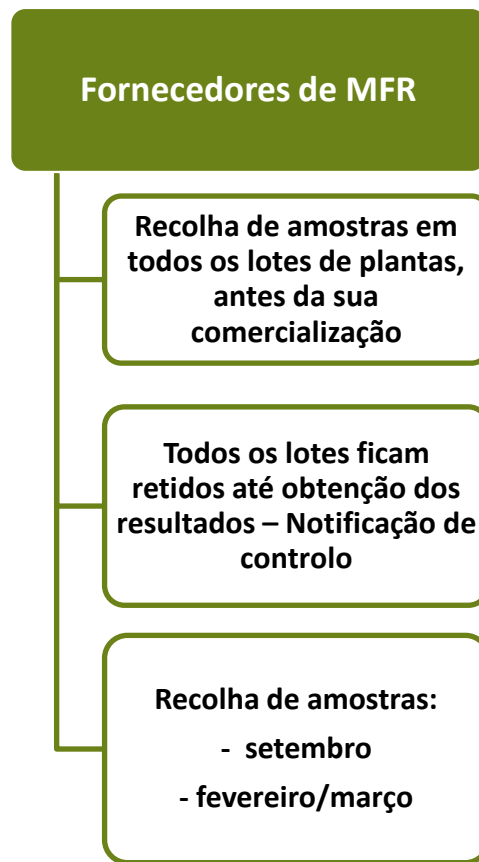 Fornecedores de MFR
Recolha de amostras em
todos os lotes de plantas,
antes da sua
comercialização
Todos os lotes ficam
retidos até obtenção dos
resultados – Notificação de
controlo
Recolha de amostras:
- setembro
- fevereiro/março